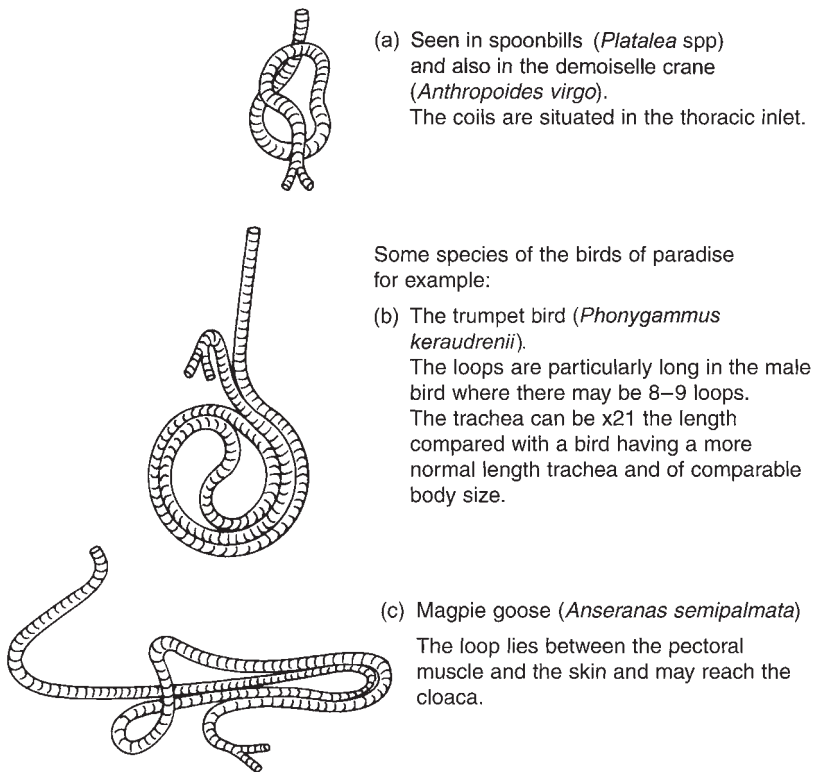 (a) Seen in spoonbills (Platalea spp)
and also in the demoiselle crane
(Anthropoides virgo).
The coils are situated in the thoracic inlet.
Some species of the birds of paradise
for example:
(b) The trumpet bird (Phonygammus
keraudrenii).
The loops are particularly long in the male
bird where there may be 8–9 loops.
The trachea can be x21 the length
compared with a bird having a more
normal length trachea and of comparable
body size.
(c) Magpie goose (Anseranas semipalmata)
The loop lies between the pectoral
muscle and the skin and may reach the
cloaca.